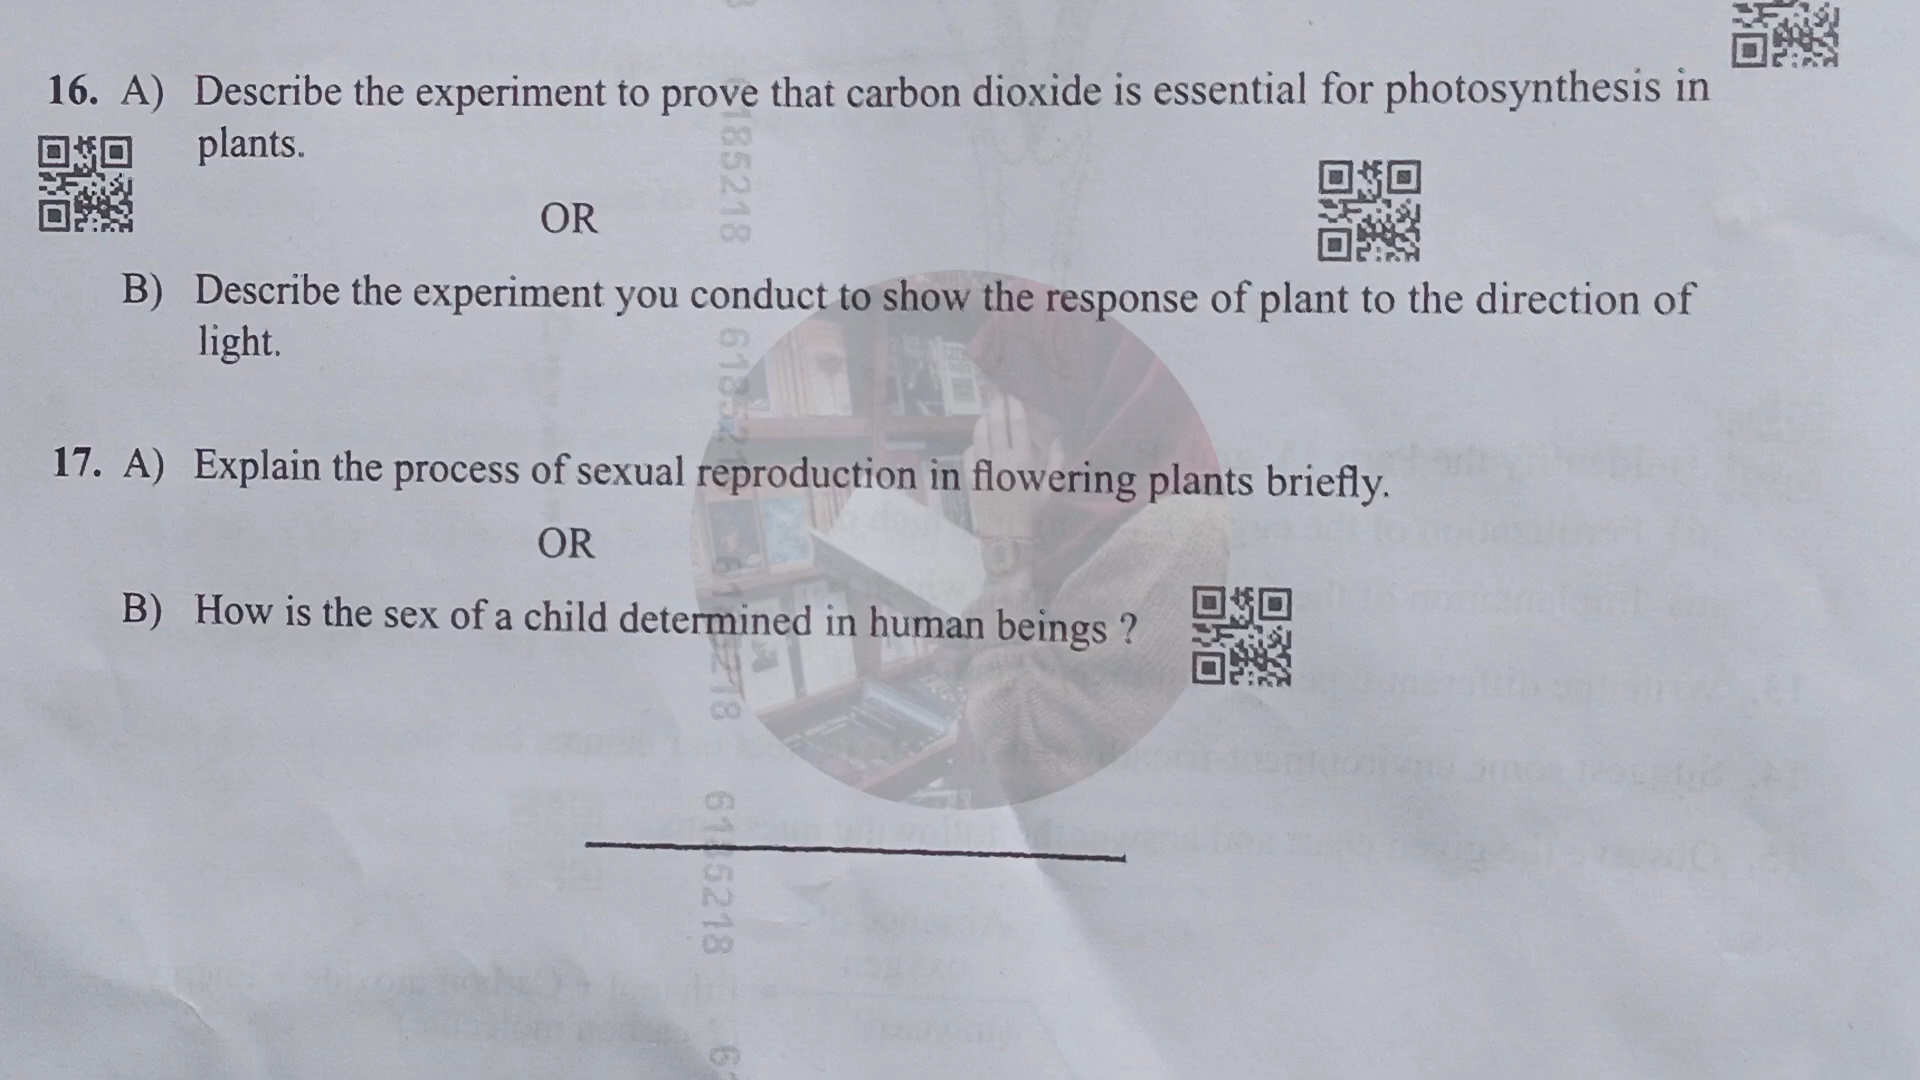 16. A) Describe the experiment to prove that carbon dioxide is essential for photosynthesis in
plants.
OR
B) Describe the experiment you conduct to show the response of plant to the direction of
light.
17. A) Explain the process of sexual reproduction in flowering plants briefly.
OR
B) How is the sex of a child determined in human beings ?
6185218